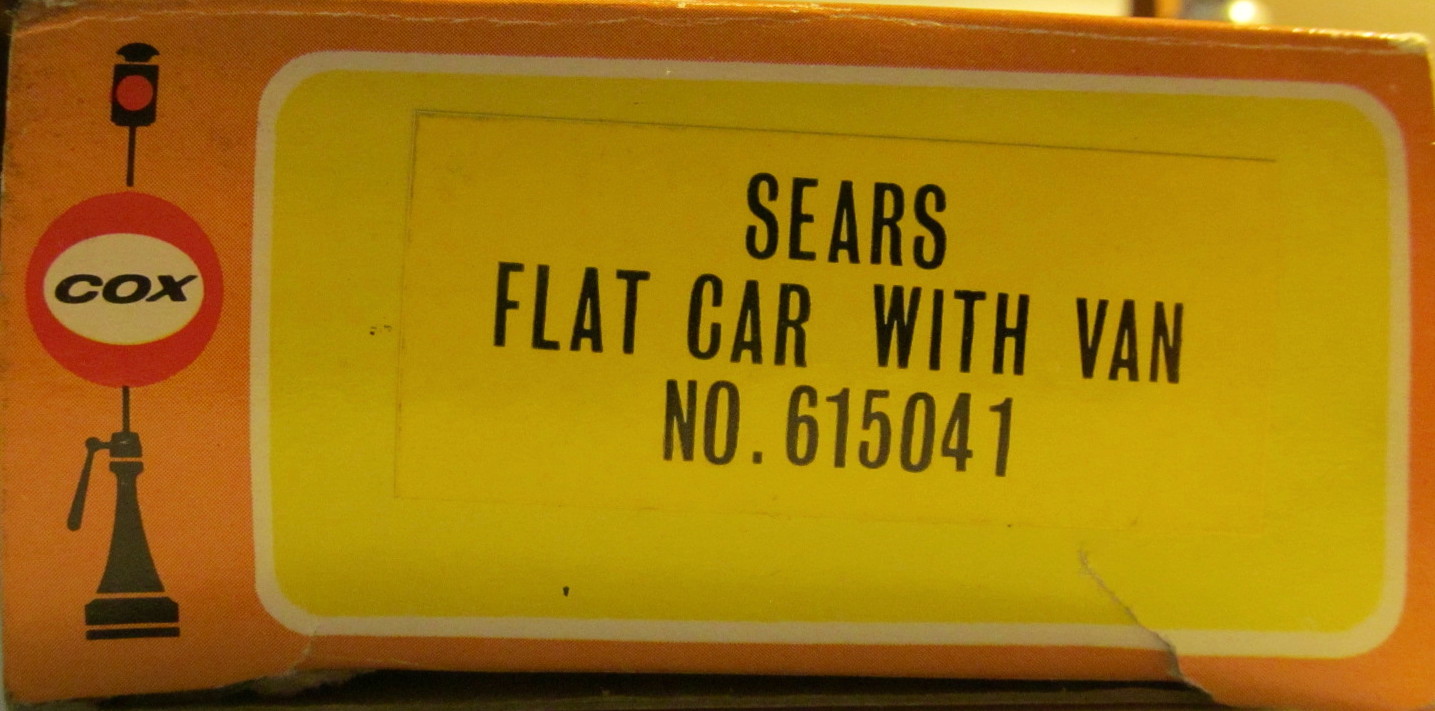 COX
SEARS
FLAT CAR WITH VAN
NO. 615041